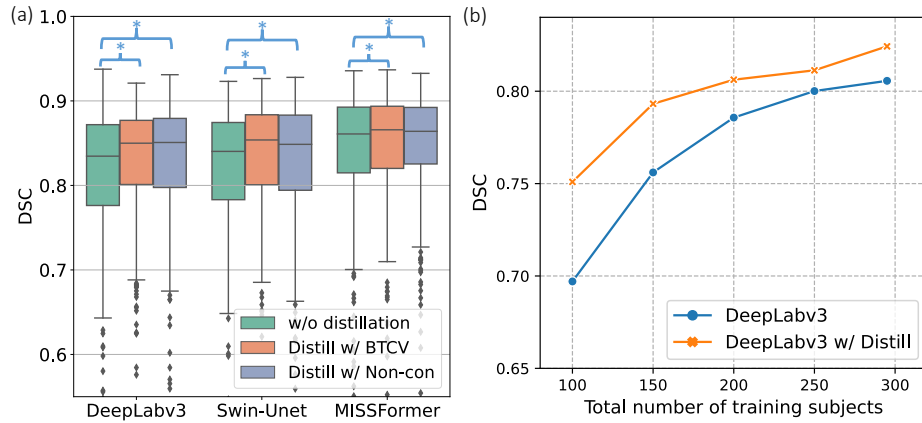 (a)
1.0
0.9
0.8
0.7
0.6
DSC
*
*
*
*
*
*
w/o distillation
Distill w/ BTCV
Distill w/ Non-con
DeepLabv3 Swin-Unet MISSFormer
(b)
0.80
0.75
0.70
0.65
DSC
DeepLabv3
DeepLabv3 w/ Distill
100 150 200 250 300
Total number of training subjects